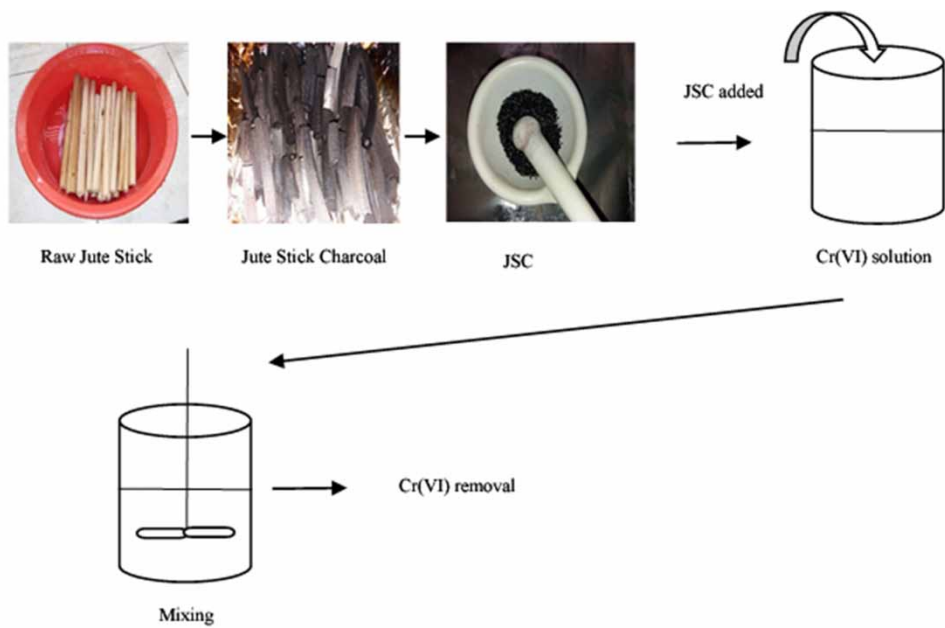 JSC added
Raw Jute Stick
Jute Stick Charcoal
JSC
Cr(VI) solution
Cr(VI) removal
Mixing